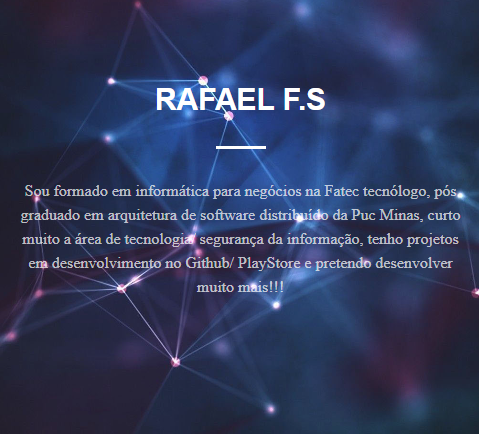 RAFAEL F.S
Sou formado em informática para negócios na Fatec tecnólogo, pós
graduado em arquitetura de software distribuído da Puc Minas, curto
muito a área de tecnologia/ segurança da informação, tenho projetos
em desenvolvimento no Github/ PlayStore e pretendo desenvolver
muito mais!!!